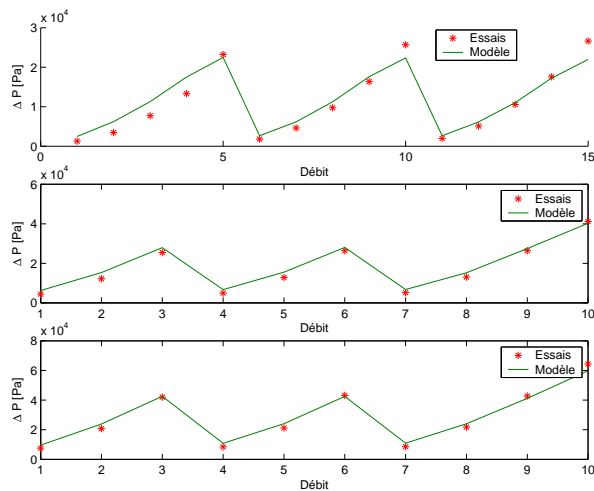 x 10⁴
3
2
1
0
Δ P [Pa]
0 5 10 15
Débit
Essais
Modèle
x 10⁴
6
4
2
0
Δ P [Pa]
1 2 3 4 5 6 7 8 9 10
Débit
Essais
Modèle
x 10⁴
8
6
4
2
0
Δ P [Pa]
1 2 3 4 5 6 7 8 9 10
Débit
Essais
Modèle